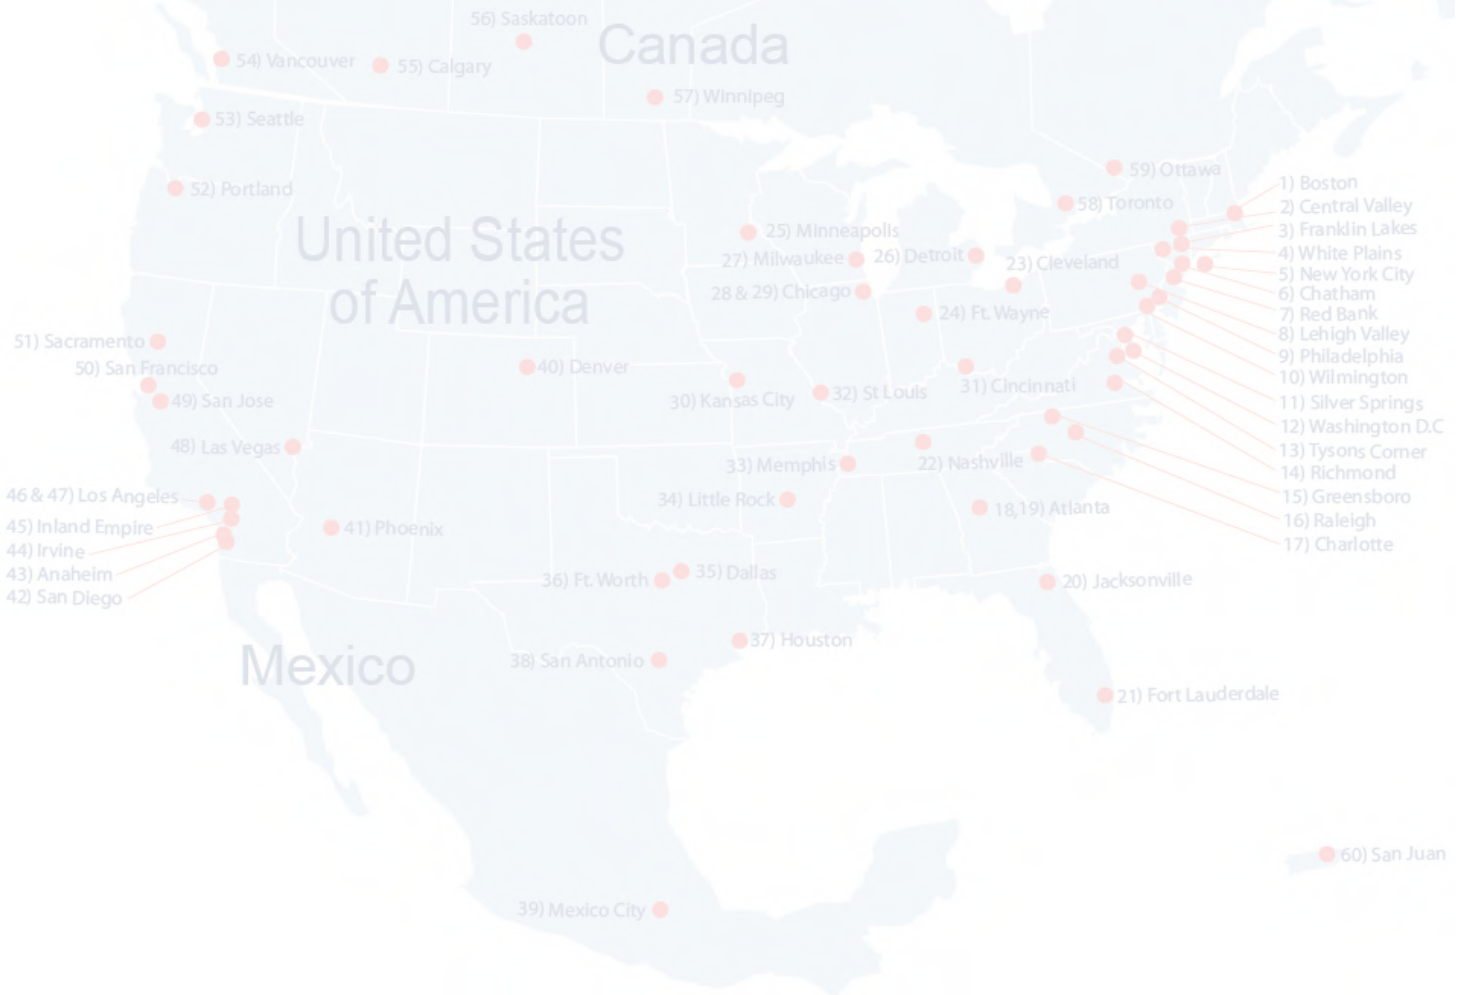 56) Saskatoon
Canada
54) Vancouver
55) Calgary
57) Winnipeg
53) Seattle
59) Ottawa
52) Portland
1) Boston
58) Toronto
2) Central Valley
3) Franklin Lakes
United States
of America
25) Minneapolis
27) Milwaukee
26) Detroit
23) Cleveland
4) White Plains
5) New York City
28 & 29) Chicago
6) Chatham
24) Ft. Wayne
7) Red Bank
8) Lehigh Valley
51) Sacramento
9) Philadelphia
50) San Francisco
40) Denver
10) Wilmington
31) Cincinnati
32) St Louis
30) Kansas City
49) San Jose
11) Silver Springs
12) Washington D.C
48) Las Vegas
13) Tysons Corner
22) Nashville
33) Memphis
14) Richmond
46 & 47) Los Angeles
34) Little Rock
15) Greensboro
18,19) Atlanta
16) Raleigh
45) Inland Empire
41) Phoenix
17) Charlotte
44) Irvine
43) Anaheim
35) Dallas
36) Ft. Worth
20) Jacksonville
42) San Diego
37) Houston
Mexico
38) San Antonio
21) Fort Lauderdale
60) San Juan
39) Mexico City